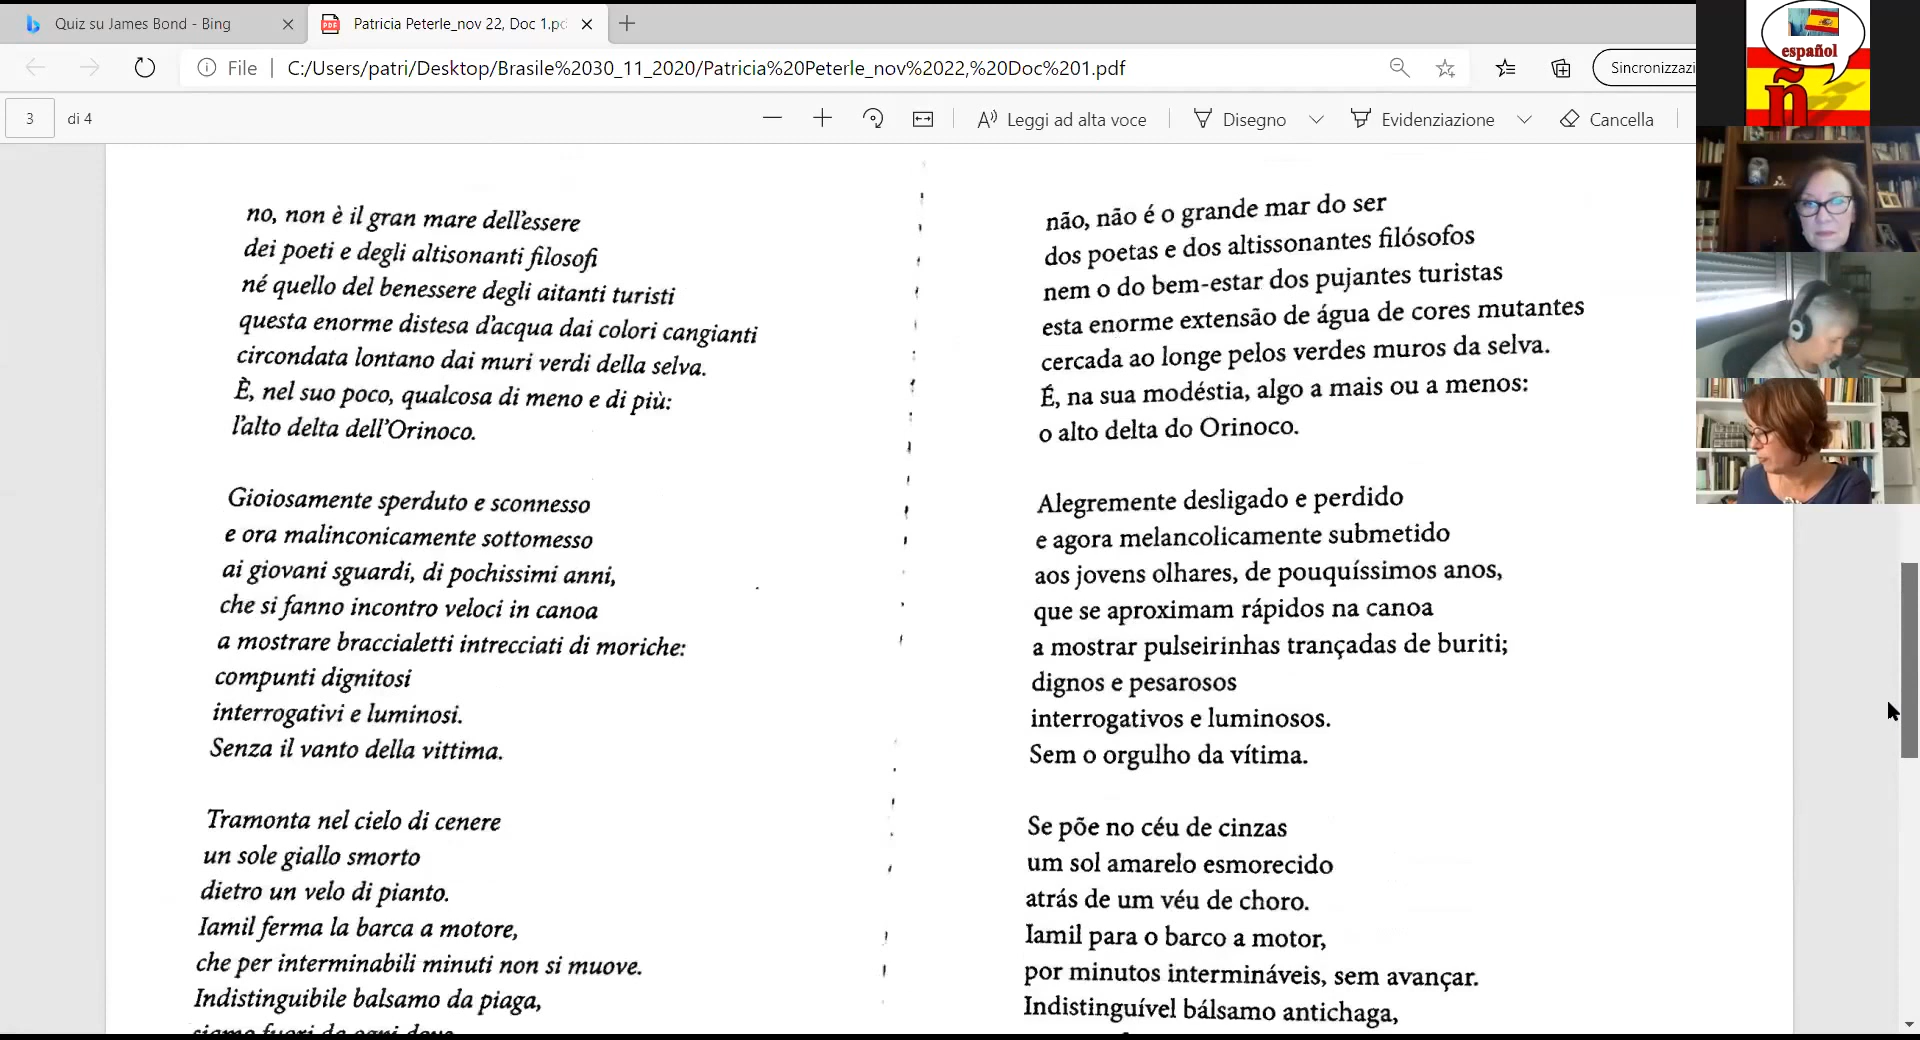 Quiz su James Bond - Bing
Patricia Peterle_nov 22, Doc 1.pd
File
C:/Users/patri/Desktop/Brasile%2030_11_2020/Patricia%20Peterle_nov%2022,%20Doc%201.pdf
Sincronizzazi
3 di 4
Leggi ad alta voce
Disegno
Evidenziazione
Cancella
español
ñ
no, non è il gran mare dell'essere
dei poeti e degli altisonanti filosofi
né quello del benessere degli aitanti turisti
questa enorme distesa d'acqua dai colori cangianti
circondata lontano dai muri verdi della selva.
È, nel suo poco, qualcosa di meno e di più:
l'alto delta dell'Orinoco.
Gioiosamente sperduto e sconnesso
e ora malinconicamente sottomesso
ai giovani sguardi, di pochissimi anni,
che si fanno incontro veloci in canoa
a mostrare braccialetti intrecciati di moriche:
compunti dignitosi
interrogativi e luminosi.
Senza il vanto della vittima.
Tramonta nel cielo di cenere
un sole giallo smorto
dietro un velo di pianto.
Iamil ferma la barca a motore,
che per interminabili minuti non si muove.
Indistinguibile balsamo da piaga,
siamo fuori da ogni dove
não, não é o grande mar do ser
dos poetas e dos altissonantes filósofos
nem o do bem-estar dos pujantes turistas
esta enorme extensão de água de cores mutantes
cercada ao longe pelos verdes muros da selva.
É, na sua modéstia, algo a mais ou a menos:
o alto delta do Orinoco.
Alegremente desligado e perdido
e agora melancolicamente submetido
aos jovens olhares, de pouquíssimos anos,
que se aproximam rápidos na canoa
a mostrar pulseirinhas trançadas de buriti;
dignos e pesarosos
interrogativos e luminosos.
Sem o orgulho da vítima.
Se põe no céu de cinzas
um sol amarelo esmorecido
atrás de um véu de choro.
Iamil para o barco a motor,
por minutos intermináveis, sem avançar.
Indistinguível bálsamo antichaga,